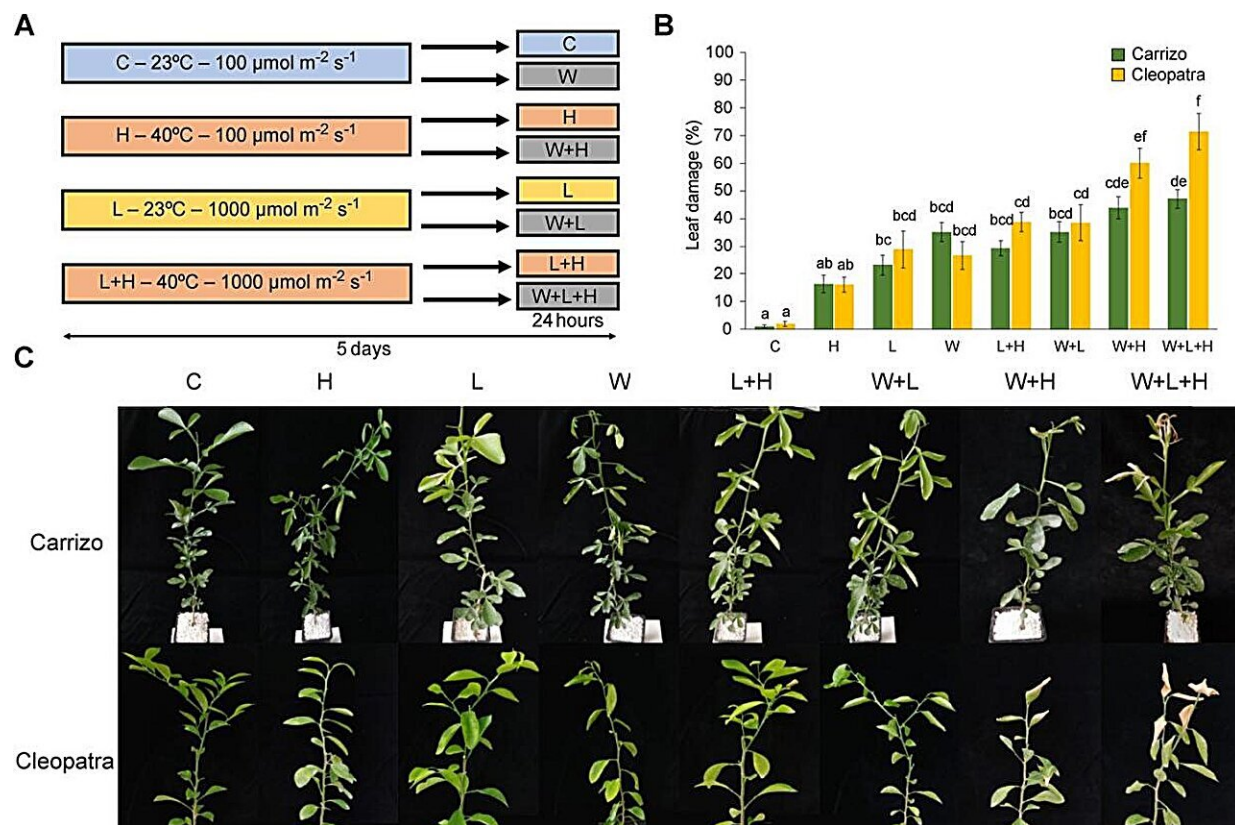 A
C – 23ºC – 100 µmol m-2 s-1
C
W
H – 40ºC – 100 µmol m-2 s-1
H
W+H
L – 23ºC – 1000 µmol m-2 s-1
L
W+L
L+H – 40ºC – 1000 µmol m-2 s-1
L+H
W+L+H
24 hours
5 days
B
Leaf damage (%)
100
90
80
70
60
50
40
30
20
10
0
Carrizo
Cleopatra
a a
ab ab
bc bcd
bcd bcd
bcd cd
bcd cd
cde ef
de f
C H L W L+H W+L W+H W+L+H
C
C H L W L+H W+L W+H W+L+H
Carrizo
Cleopatra